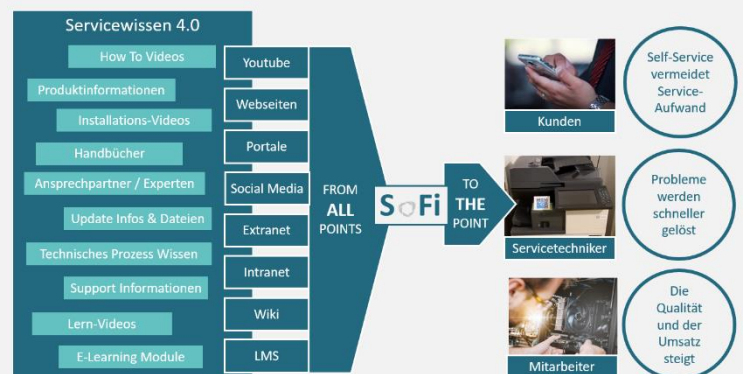 Servicewissen 4.0
How To Videos
Produktinformationen
Installations-Videos
Handbücher
Ansprechpartner / Experten
Update Infos & Dateien
Technisches Prozess Wissen
Support Informationen
Lern-Videos
E-Learning Module
Youtube
Webseiten
Portale
Social Media
Extranet
Intranet
Wiki
LMS
FROM
ALL
POINTS
SoFi
TO
THE
POINT
Kunden
Servicetechniker
Mitarbeiter
Self-Service
vermeidet
Service-
Aufwand
Probleme
werden
schneller
gelöst
Die
Qualität
und der
Umsatz
steigt